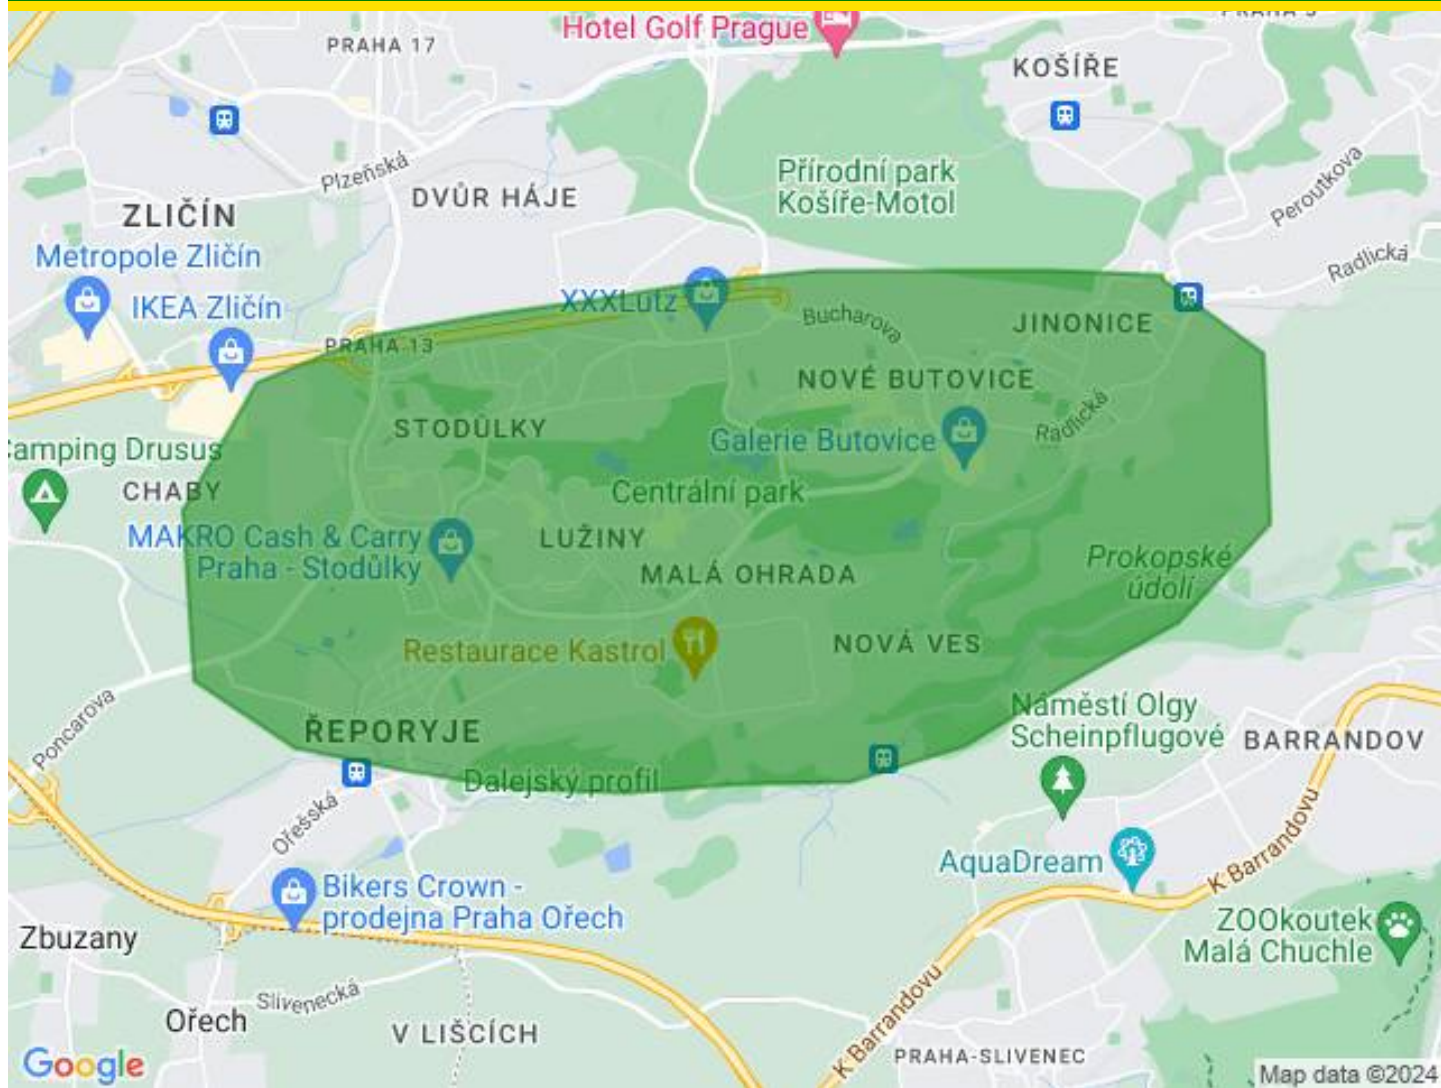 Hotel Golf Prague
PRAHA 17
KOŠÍŘE
Plzeňská
DVŮR HÁJE
Přírodní park
Košíře-Motol
Peroutkova
ZLIČÍN
Metropole Zličín
Radlická
IKEA Zličín
XXXLutz
Bucharova
JINONICE
PRAHA 13
NOVÉ BUTOVICE
STODŮLKY
Galerie Butovice
Radlická
Camping Drusus
CHABY
Centrální park
MAKRO Cash & Carry
Praha - Stodůlky
LUŽINY
MALÁ OHRADA
Prokopské
údolí
Restaurace Kastrol
NOVÁ VES
Poncarova
ŘEPORYJE
Náměstí Olgy
Scheinpflugové
BARRANDOV
Dalejský profil
Ořešská
AquaDream
K Barrandovu
Bikers Crown -
prodejna Praha Ořech
ZOOkoutek
Malá Chuchle
Zbuzany
Slivenecká
Ořech
V LIŠCÍCH
K Barrandovu
PRAHA-SLIVENEC
Google
Map data ©2024